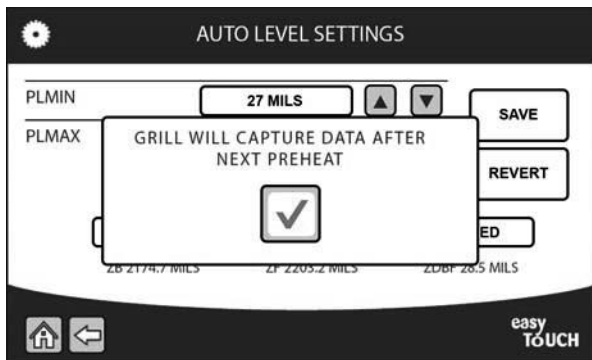 AUTO LEVEL SETTINGS
PLMIN
27 MILS
SAVE
PLMAX
GRILL WILL CAPTURE DATA AFTER
NEXT PREHEAT
REVERT
ED
ZB 2174.7 MILS
ZF 2203.2 MILS
ZDBF 28.5 MILS
easy
TOUCH